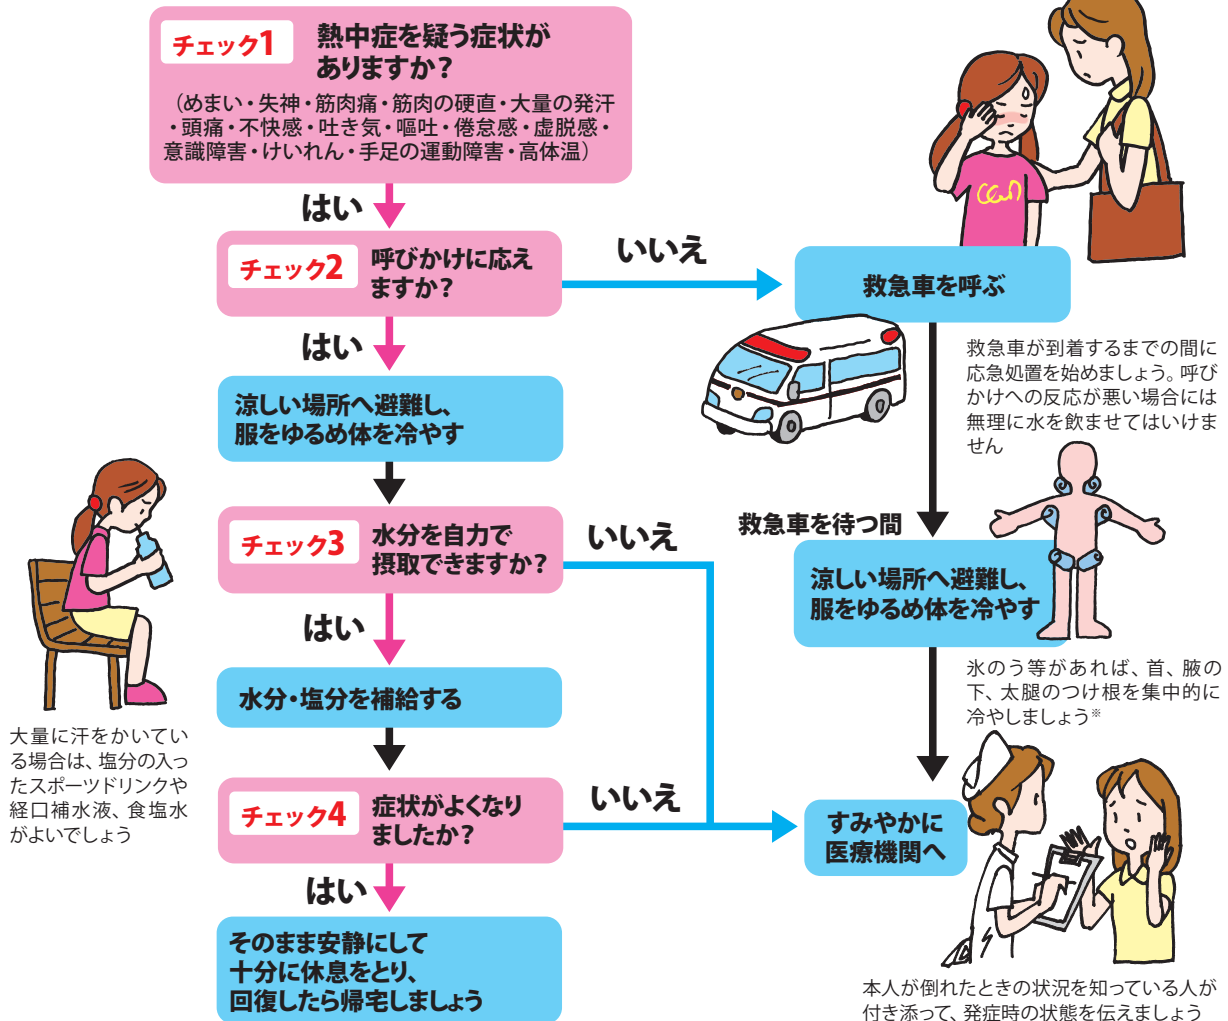 チェック1
熱中症を疑う症状が
ありますか?
(めまい・失神・筋肉痛・筋肉の硬直・大量の発汗
・頭痛・不快感・吐き気・嘔吐・倦怠感・虚脱感・
意識障害・けいれん・手足の運動障害・高体温)
はい
チェック2
呼びかけに応え
ますか?
いいえ
救急車を呼ぶ
救急車が到着するまでの間に
応急処置を始めましょう。呼び
かけへの反応が悪い場合には
無理に水を飲ませてはいけま
せん
はい
涼しい場所へ避難し、
服をゆるめ体を冷やす
チェック3
水分を自力で
摂取できますか?
いいえ
救急車を待つ間
涼しい場所へ避難し、
服をゆるめ体を冷やす
氷のう等があれば、首、腋の
下、太腿のつけ根を集中的に
冷やしましょう※
はい
水分・塩分を補給する
大量に汗をかいてい
る場合は、塩分の入っ
たスポーツドリンクや
経口補水液、食塩水
がよいでしょう
チェック4
症状がよくなり
ましたか?
いいえ
すみやかに
医療機関へ
はい
そのまま安静にして
十分に休息をとり、
回復したら帰宅しましょう
本人が倒れたときの状況を知っている人が
付き添って、発症時の状態を伝えましょう